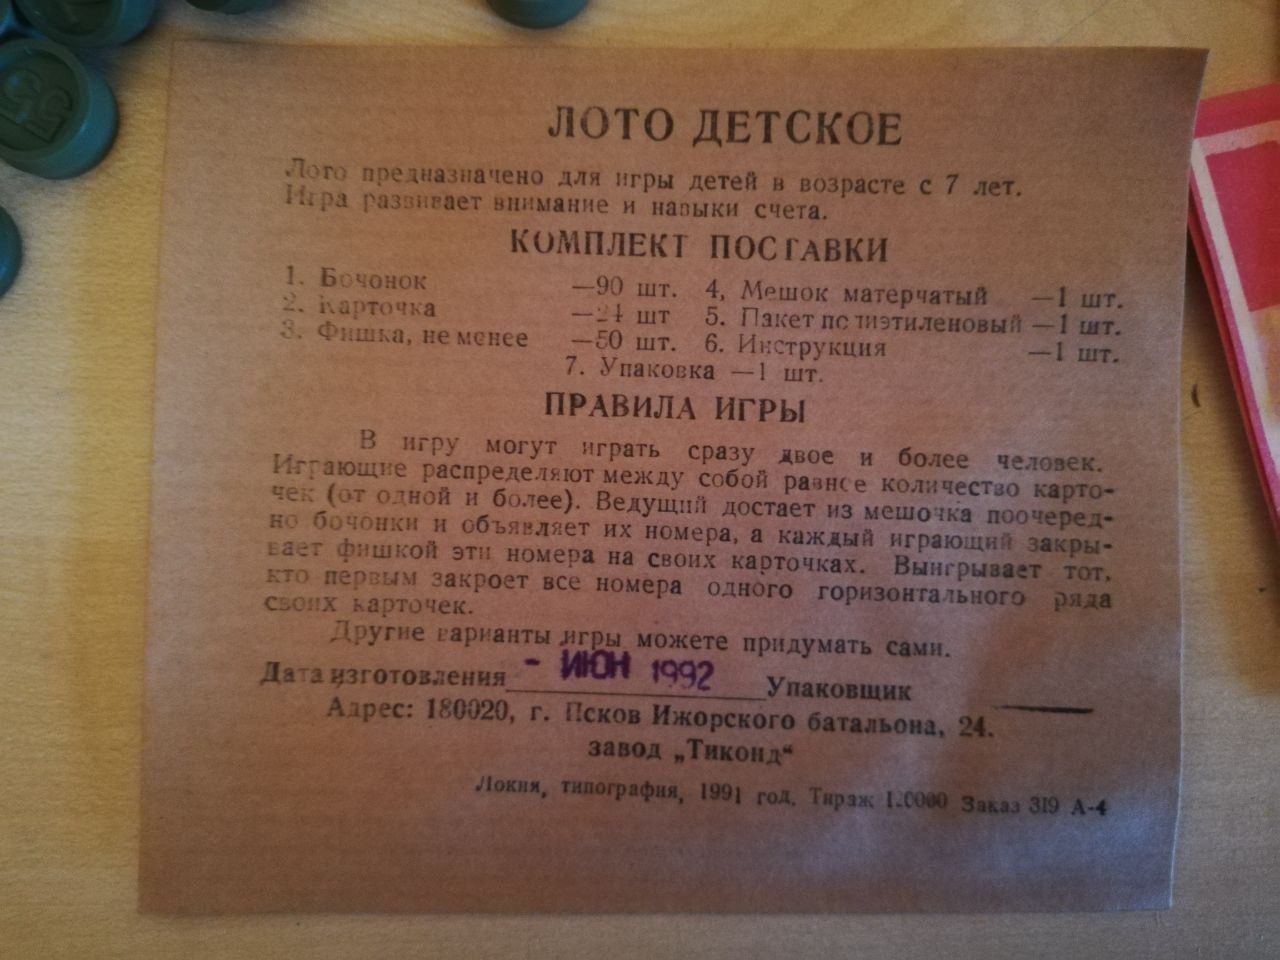 ЛОТО ДЕТСКОЕ
Лото предназначено для игры детей в возрасте с 7 лет.
Игра развивает внимание и навыки счета.
КОМПЛЕКТ ПОСТАВКИ
1. Бочонок —90 шт. 4, Мешок матерчатый —1 шт.
2. Карточка —24 шт 5. Пакет полиэтиленовый —1 шт.
3. Фишка, не менее —50 шт. 6. Инструкция —1 шт.
7. Упаковка —1 шт.
ПРАВИЛА ИГРЫ
В игру могут играть сразу двое и более человек.
Играющие распределяют между собой равное количество карто-
чек (от одной и более). Ведущий достает из мешочка поочеред-
но бочонки и объявляет их номера, а каждый играющий закры-
вает фишкой эти номера на своих карточках. Выигрывает тот,
кто первым закроет все номера одного горизонтального ряда
своих карточек.
Другие варианты игры можете придумать сами.
Дата изготовления - ИЮН 1992 Упаковщик
Адрес: 180020, г. Псков Ижорского батальона, 24.
завод „Тиконд“
Локня, типография, 1991 год. Тираж Заказ 319 А-4
55